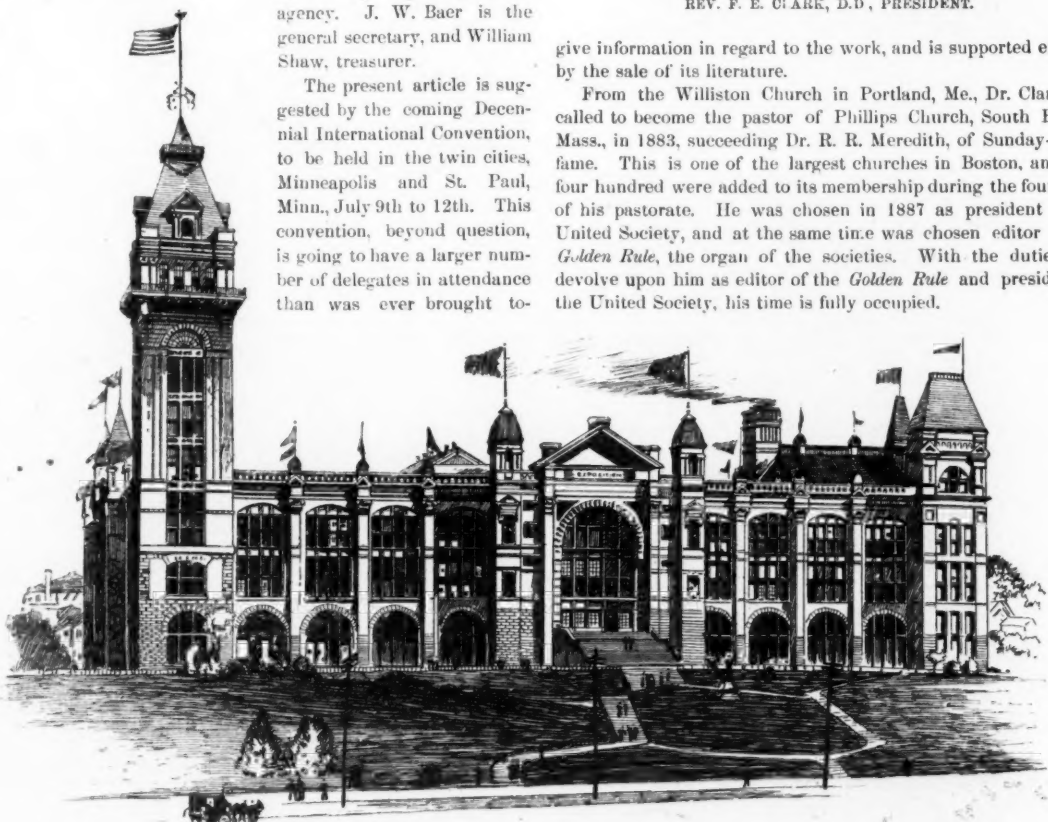 agency. J. W. Baer is the
general secretary, and William
Shaw, treasurer.
The present article is sug-
gested by the coming Decen-
nial International Convention,
to be held in the twin cities,
Minneapolis and St. Paul,
Minn., July 9th to 12th. This
convention, beyond question,
is going to have a larger num-
ber of delegates in attendance
than was ever brought to-
REV. F. E. CLARK, D.D., PRESIDENT.
give information in regard to the work, and is supported e
by the sale of its literature.
From the Williston Church in Portland, Me., Dr. Clar
called to become the pastor of Phillips Church, South
Mass., in 1883, succeeding Dr. R. R. Meredith, of Sunday-
fame. This is one of the largest churches in Boston, an
four hundred were added to its membership during the four
of his pastorate. He was chosen in 1887 as president
United Society, and at the same time was chosen editor
Golden Rule, the organ of the societies. With the dutie
devolve upon him as editor of the Golden Rule and presid
the United Society, his time is fully occupied.
EXPOSITION